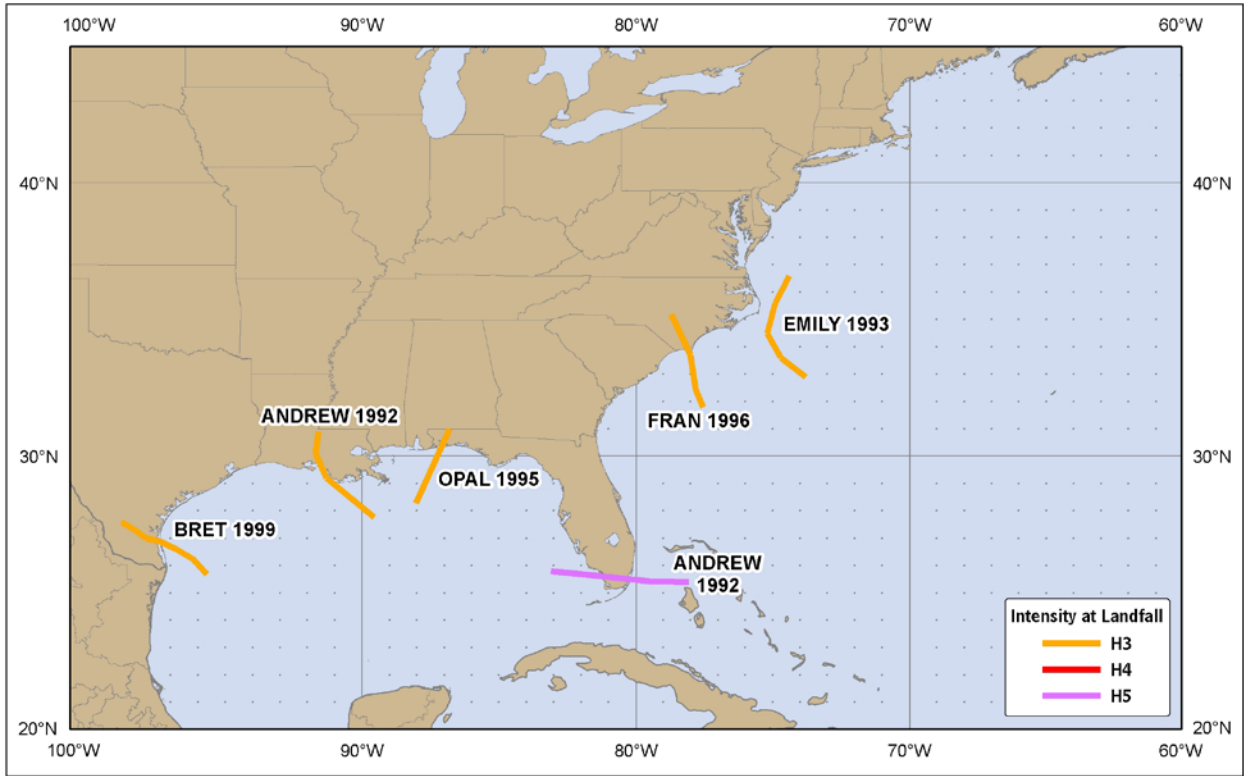 100°W 90°W 80°W 70°W 60°W
40°N 40°N
EMILY 1993
ANDREW 1992
FRAN 1996
30°N 30°N
OPAL 1995
BRET 1999
ANDREW
1992
Intensity at Landfall
H3
H4
H5
20°N 20°N
100°W 90°W 80°W 70°W 60°W